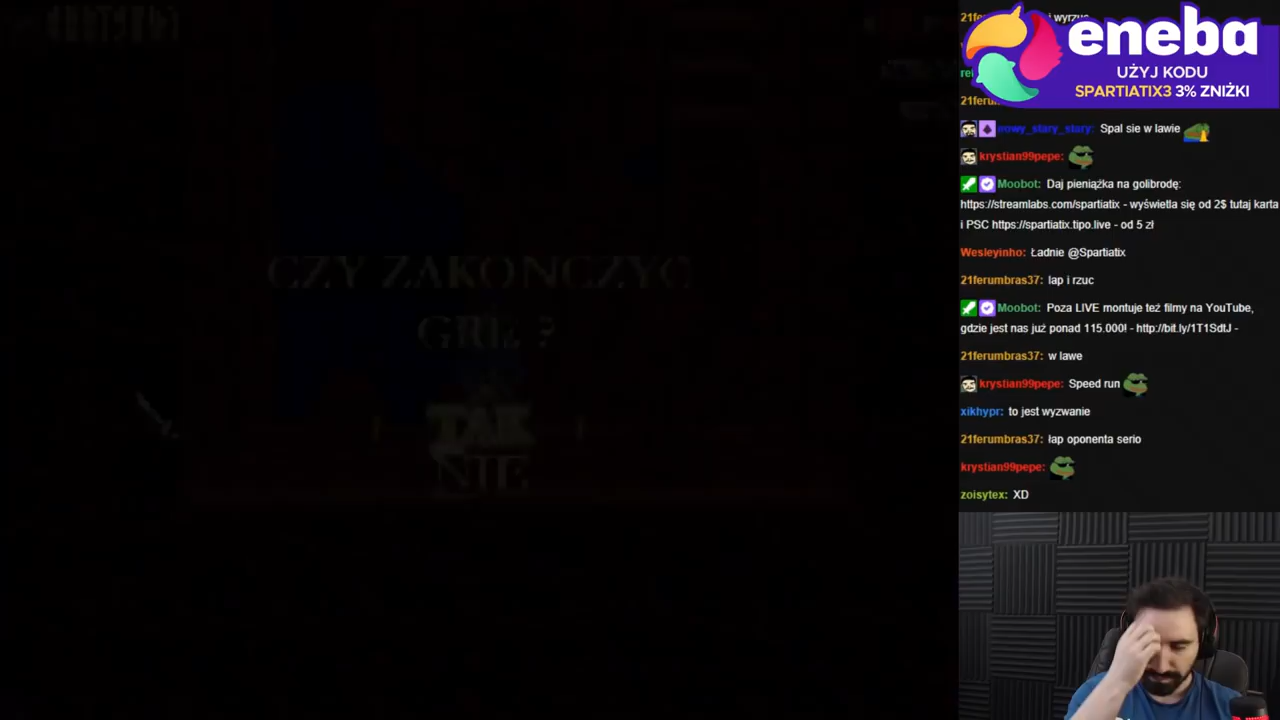 CZY ZAKONCZYC
GRE ?
TAK
NIE
eneba
UŻYJ KODU
SPARTIATIX3 3% ZNIŻKI
nowy_stary_stary: Spal sie w lawie
krystian99pepe:
Moobot: Daj pieniążka na golibrodę:
https://streamlabs.com/spartiatix - wyświetla się od 2$ tutaj karta
i PSC https://spartiatix.tipo.live - od 5 zł
Wesleyinho: Ładnie @Spartiatix
21ferumbras37: lap i rzuc
Moobot: Poza LIVE montuje też filmy na YouTube,
gdzie jest nas już ponad 115.000! - http://bit.ly/1T1SdtJ -
21ferumbras37: w lawe
krystian99pepe: Speed run
xikhypr: to jest wyzwanie
21ferumbras37: łap oponenta serio
krystian99pepe:
zoisytex: XD